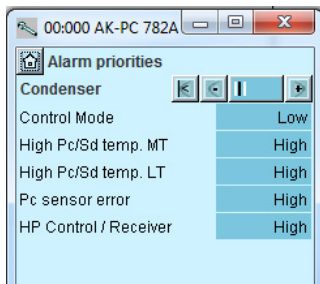 00:000 AK-PC 782A
Alarm priorities
Condenser
Control Mode Low
High Pc/Sd temp. MT High
High Pc/Sd temp. LT High
Pc sensor error High
HP Control / Receiver High